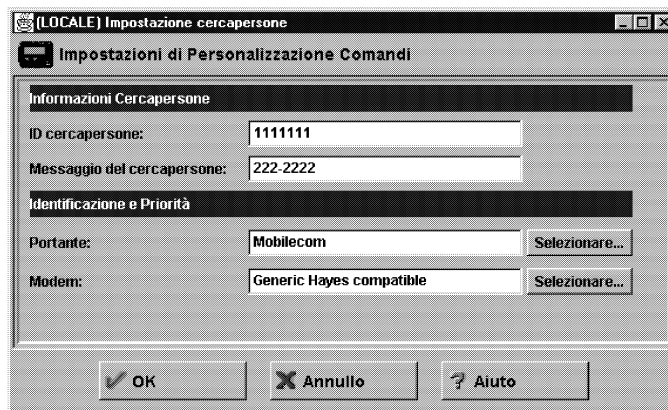 (LOCALE) Impostazione cercapersone
Impostazioni di Personalizzazione Comandi
Informazioni Cercapersone
ID cercapersone: 1111111
Messaggio del cercapersone: 222-2222
Identificazione e Priorità
Portante: Mobilecom Selezionare...
Modem: Generic Hayes compatible Selezionare...
OK Annullo Aiuto